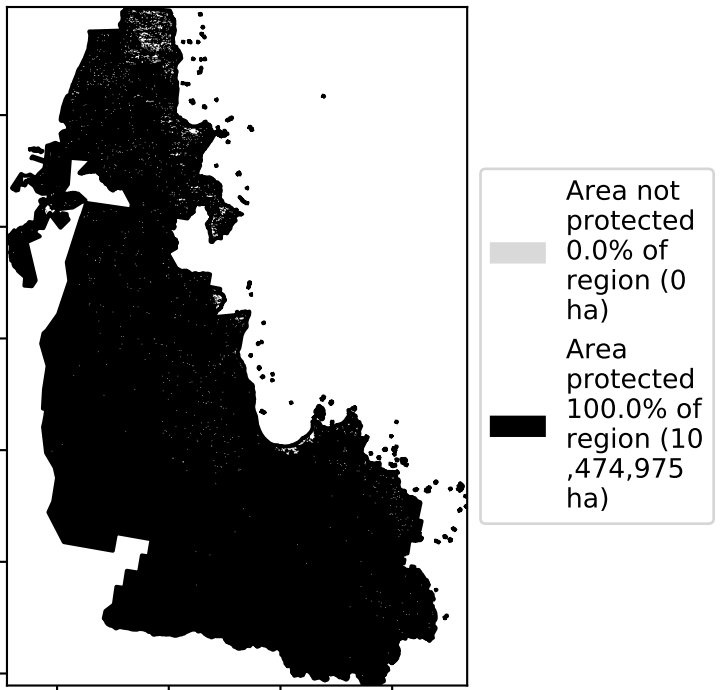 Area not
protected
0.0% of
region (0
ha)
Area
protected
100.0% of
region (10
,474,975
ha)